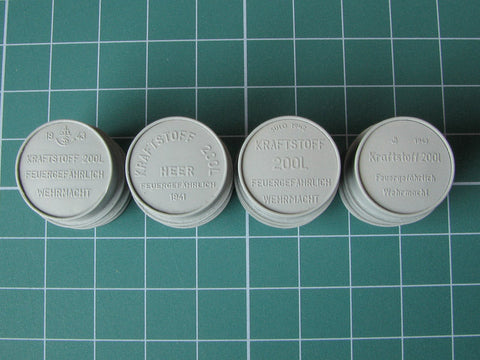 18 43
KRAFTSTOFF 200L
FEUERGEFÄHRLICH
WEHRMACHT
KRAFTSTOFF 200L
HEER
FEUERGEFÄHRLICH
1941
KRAFTSTOFF
200L
FEUERGEFÄHRLICH
WEHRMACHT
1943
Kraftstoff 200l
Feuergefährlich
Wehrmacht